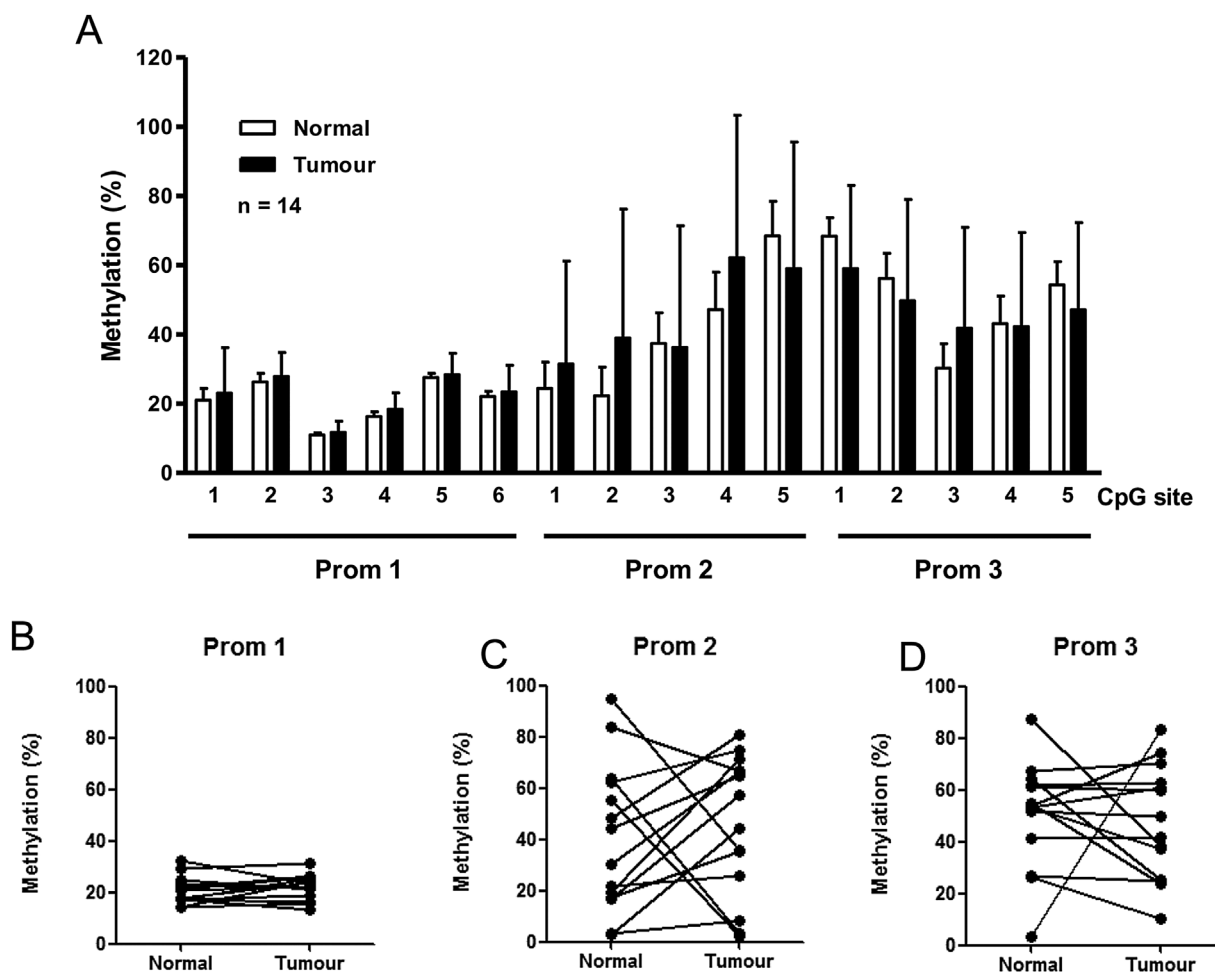 A
120
100
80
60
40
20
0
Methylation (%)
Normal
Tumour
n = 14
1 2 3 4 5 6 1 2 3 4 5 1 2 3 4 5 CpG site
Prom 1 Prom 2 Prom 3
B
Prom 1
100
80
60
40
20
0
Methylation (%)
Normal Tumour
C
Prom 2
100
80
60
40
20
0
Methylation (%)
Normal Tumour
D
Prom 3
100
80
60
40
20
0
Methylation (%)
Normal Tumour